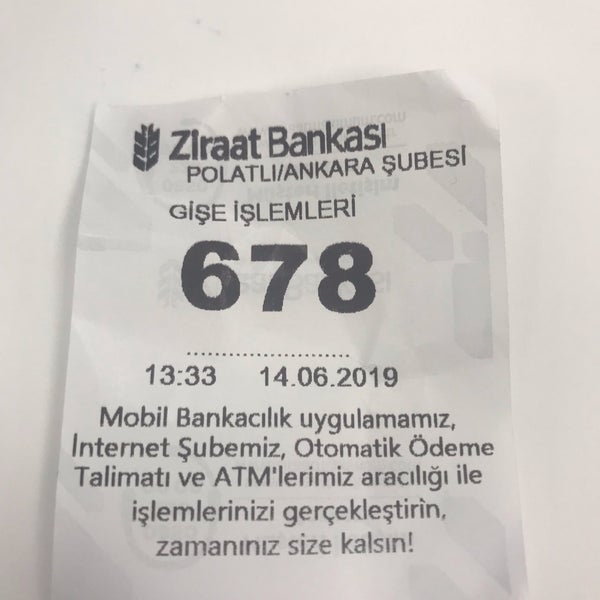 Ziraat Bankası
POLATLI/ANKARA ŞUBESİ
GİŞE İŞLEMLERİ
678
........................
13:33 14.06.2019
Mobil Bankacılık uygulamamız,
İnternet Şubemiz, Otomatik Ödeme
Talimatı ve ATM'lerimiz aracılığı ile
işlemlerinizi gerçekleştirin,
zamanınız size kalsın!